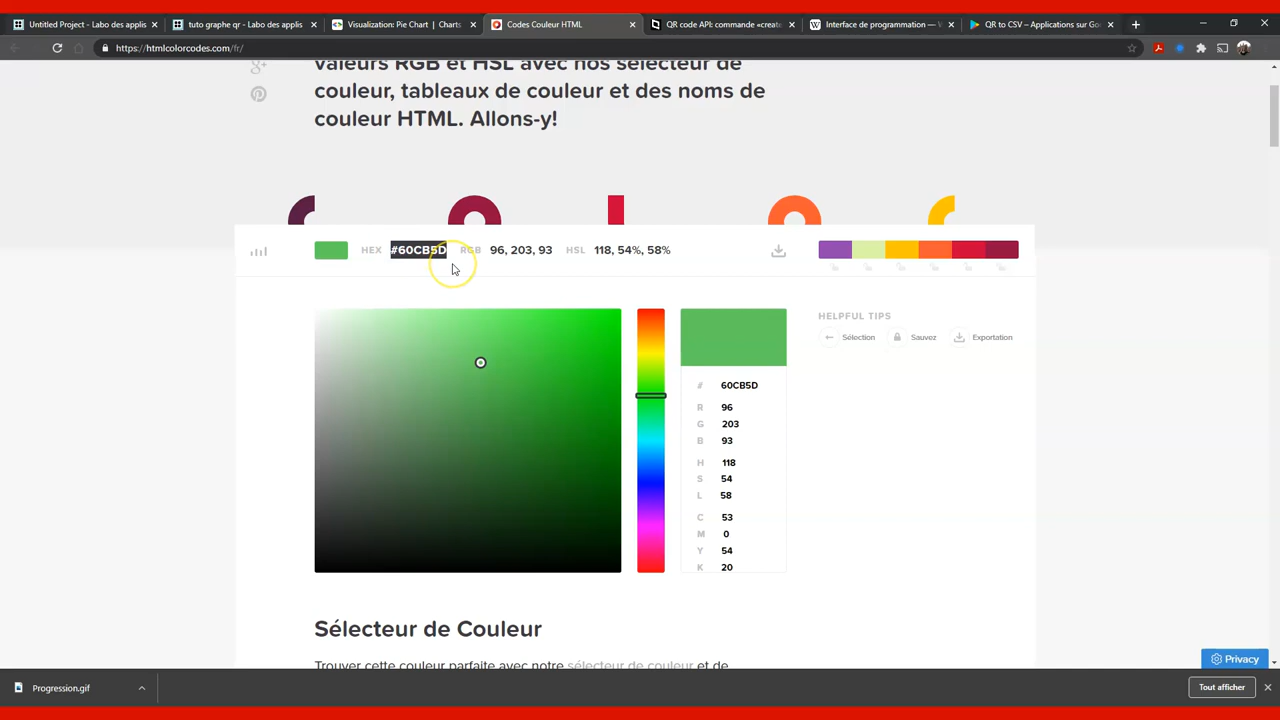 Untitled Project - Labo des applis
tuto graphe qr - Labo des applis
Visualization: Pie Chart | Charts
Codes Couleur HTML
QR code API: commande «create
Interface de programmation — W
QR to CSV – Applications sur Go
https://htmlcolorcodes.com/fr/
valeurs RGB et HSL avec nos sélecteur de
couleur, tableaux de couleur et des noms de
couleur HTML. Allons-y!
HEX #60CB5D RGB 96, 203, 93 HSL 118, 54%, 58%
HELPFUL TIPS
Sélection Sauvez Exportation
# 60CB5D
R 96
G 203
B 93
H 118
S 54
L 58
C 53
M 0
Y 54
K 20
Sélecteur de Couleur
Trouver cette couleur parfaite avec notre sélecteur de couleur et de
Privacy
Progression.gif
Tout afficher